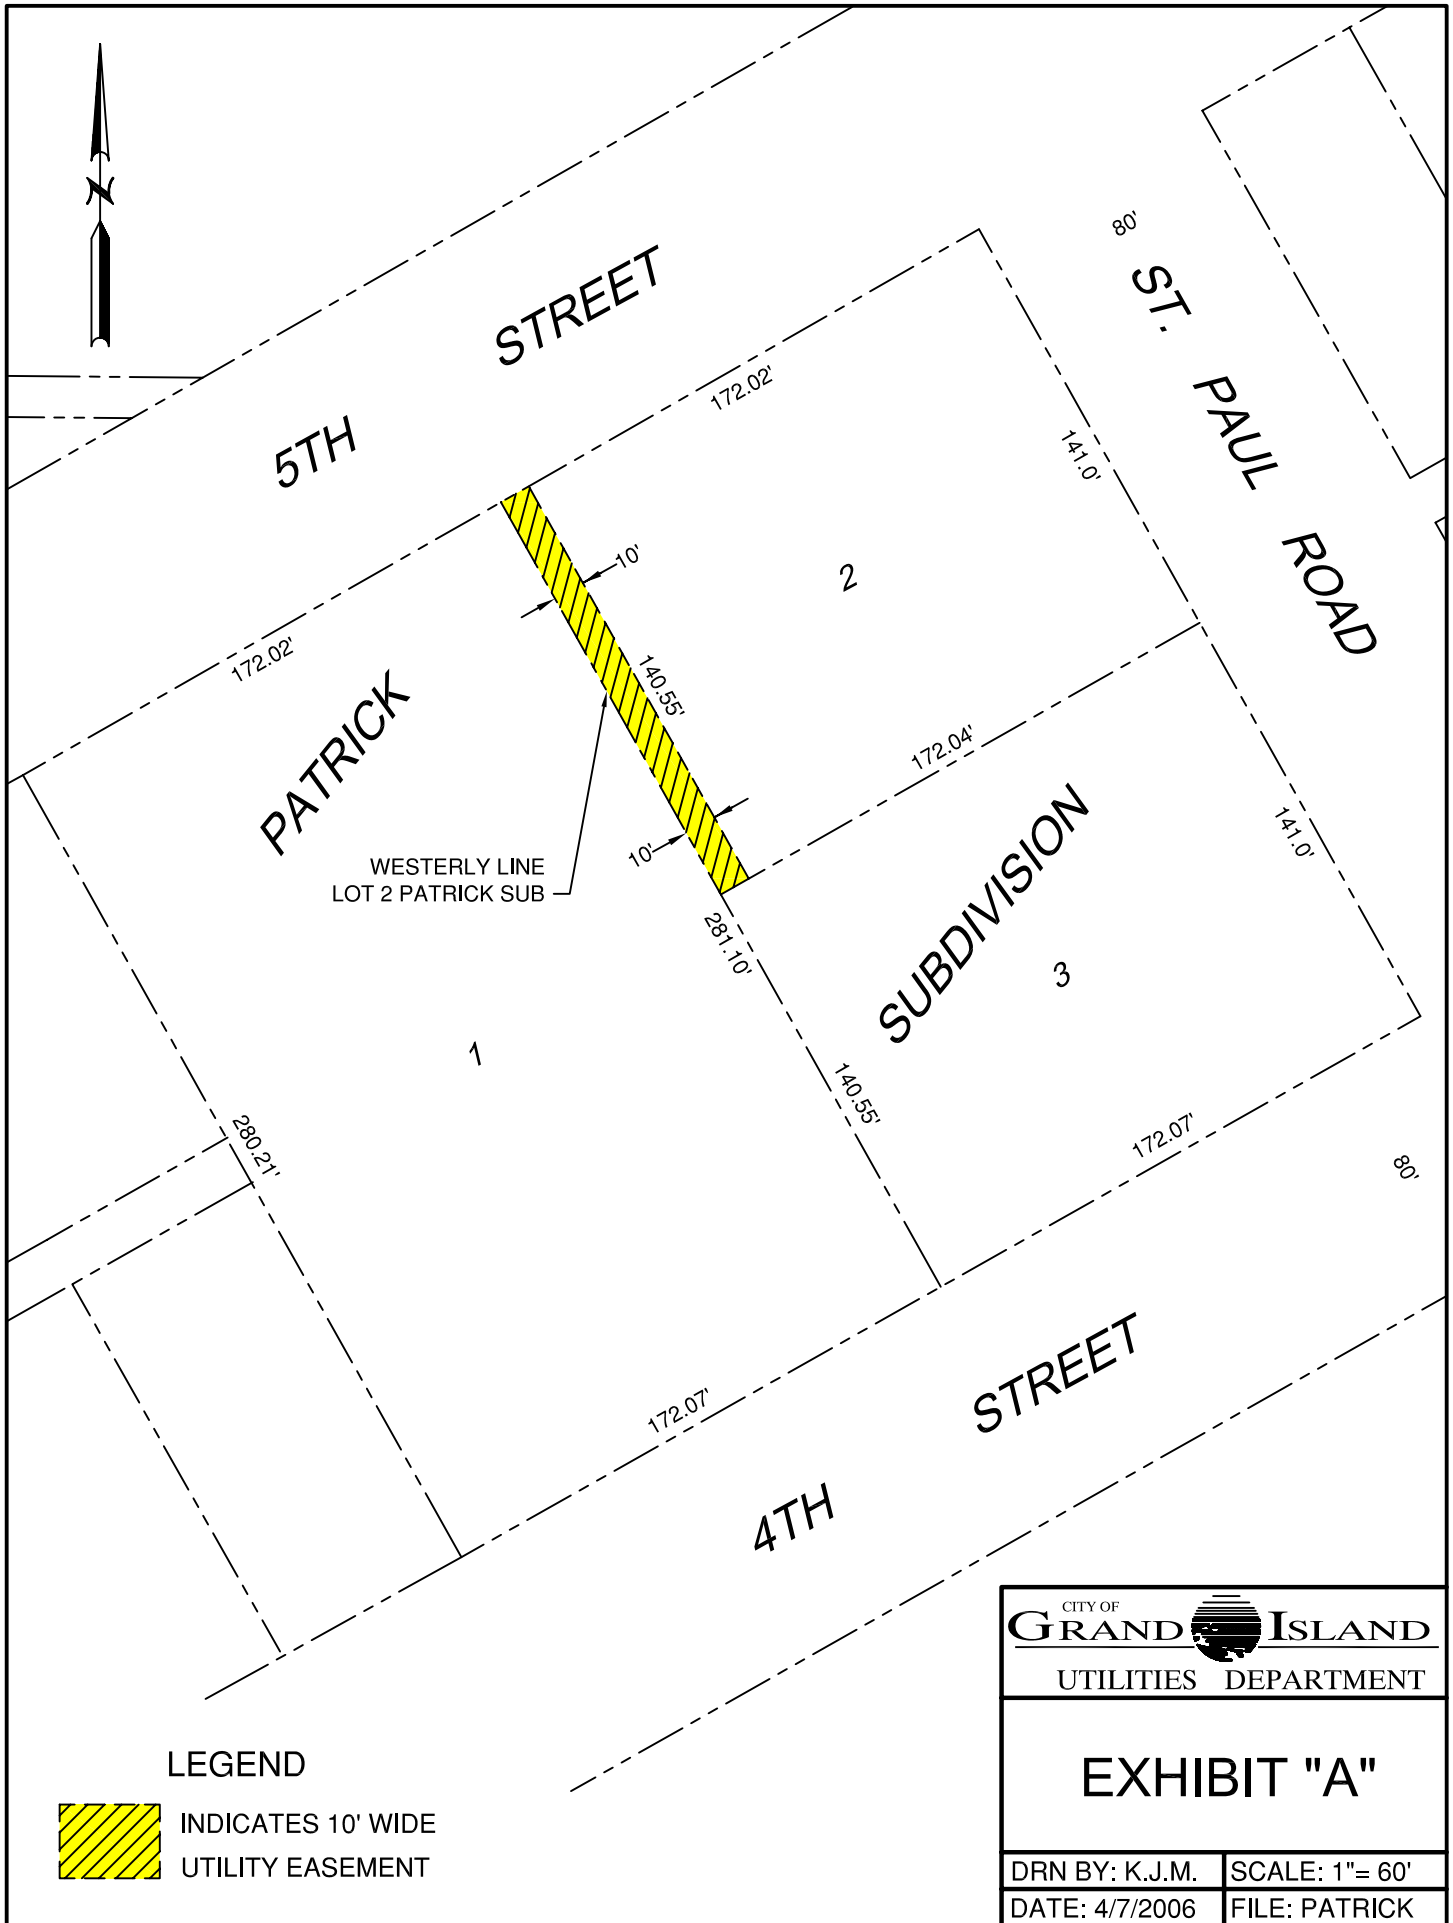 N
80'
ST. PAUL ROAD
5TH STREET
172.02'
141.0'
10'
2
172.02'
140.55'
PATRICK
172.04'
SUBDIVISION
141.0'
10'
WESTERLY LINE
LOT 2 PATRICK SUB
281.10'
3
1
140.55'
280.21'
172.07'
80'
172.07'
4TH STREET
CITY OF
GRAND ISLAND
UTILITIES DEPARTMENT
EXHIBIT "A"
LEGEND
INDICATES 10' WIDE
UTILITY EASEMENT
DRN BY: K.J.M. SCALE: 1"= 60'
DATE: 4/7/2006 FILE: PATRICK